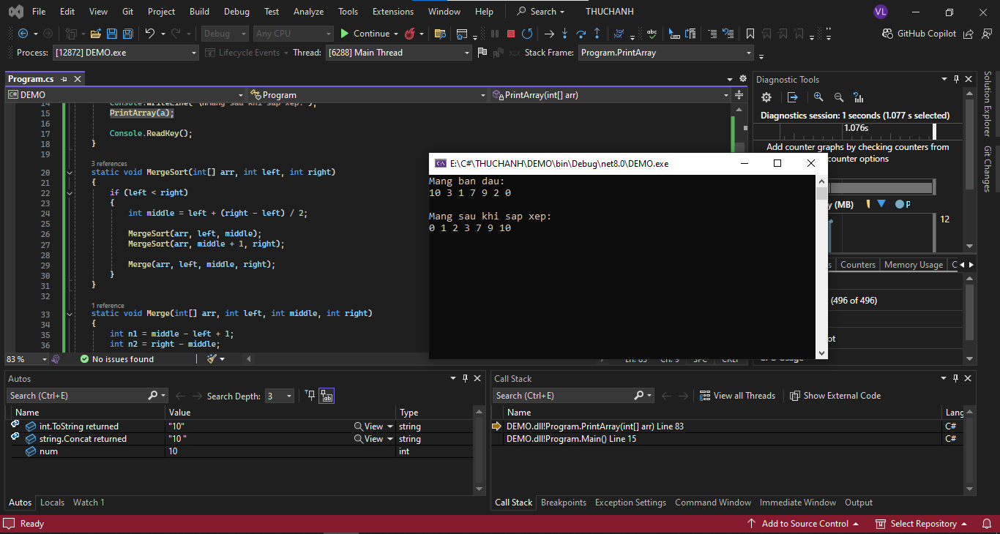 File Edit View Git Project Build Debug Test Analyze Tools Extensions Window Help Search THUCHANH VL
Debug Any CPU Continue GitHub Copilot
Process: [12872] DEMO.exe Lifecycle Events Thread: [6288] Main Thread Stack Frame: Program.PrintArray
Program.cs
DEMO Program PrintArray(int[] arr)
14 Console.WriteLine("\nMang sau khi sap xep:");
15 PrintArray(a);
16
17 Console.ReadKey();
18 }
19
3 references
20 static void MergeSort(int[] arr, int left, int right)
21 {
22 if (left < right)
23 {
24 int middle = left + (right - left) / 2;
25
26 MergeSort(arr, left, middle);
27 MergeSort(arr, middle + 1, right);
28
29 Merge(arr, left, middle, right);
30 }
31 }
32
1 reference
33 static void Merge(int[] arr, int left, int middle, int right)
34 {
35 int n1 = middle - left + 1;
36 int n2 = right - middle;
83 % No issues found Ln: 83 Ch: 9 SPC CRLF
E:\C#\THUCHANH\DEMO\bin\Debug\net8.0\DEMO.exe
Mang ban dau:
10 3 1 7 9 2 0
Mang sau khi sap xep:
0 1 2 3 7 9 10
Diagnostic Tools
Diagnostics session: 1 seconds (1.077 s selected)
1.076s
Add counter graphs by checking counters from
counter options
y (MB) P
12
s Counters Memory Usage C
(496 of 496)
ot
CPU Usage
Solution Explorer
Git Changes
Autos
Search (Ctrl+E) Search Depth: 3
Name Value Type
int.ToString returned "10" View string
string.Concat returned "10 " View string
num 10 int
Autos Locals Watch 1
Call Stack
Search (Ctrl+E) View all Threads Show External Code
Name Lang
DEMO.dll!Program.PrintArray(int[] arr) Line 83 C#
DEMO.dll!Program.Main() Line 15 C#
Call Stack Breakpoints Exception Settings Command Window Immediate Window Output
Ready Add to Source Control Select Repository